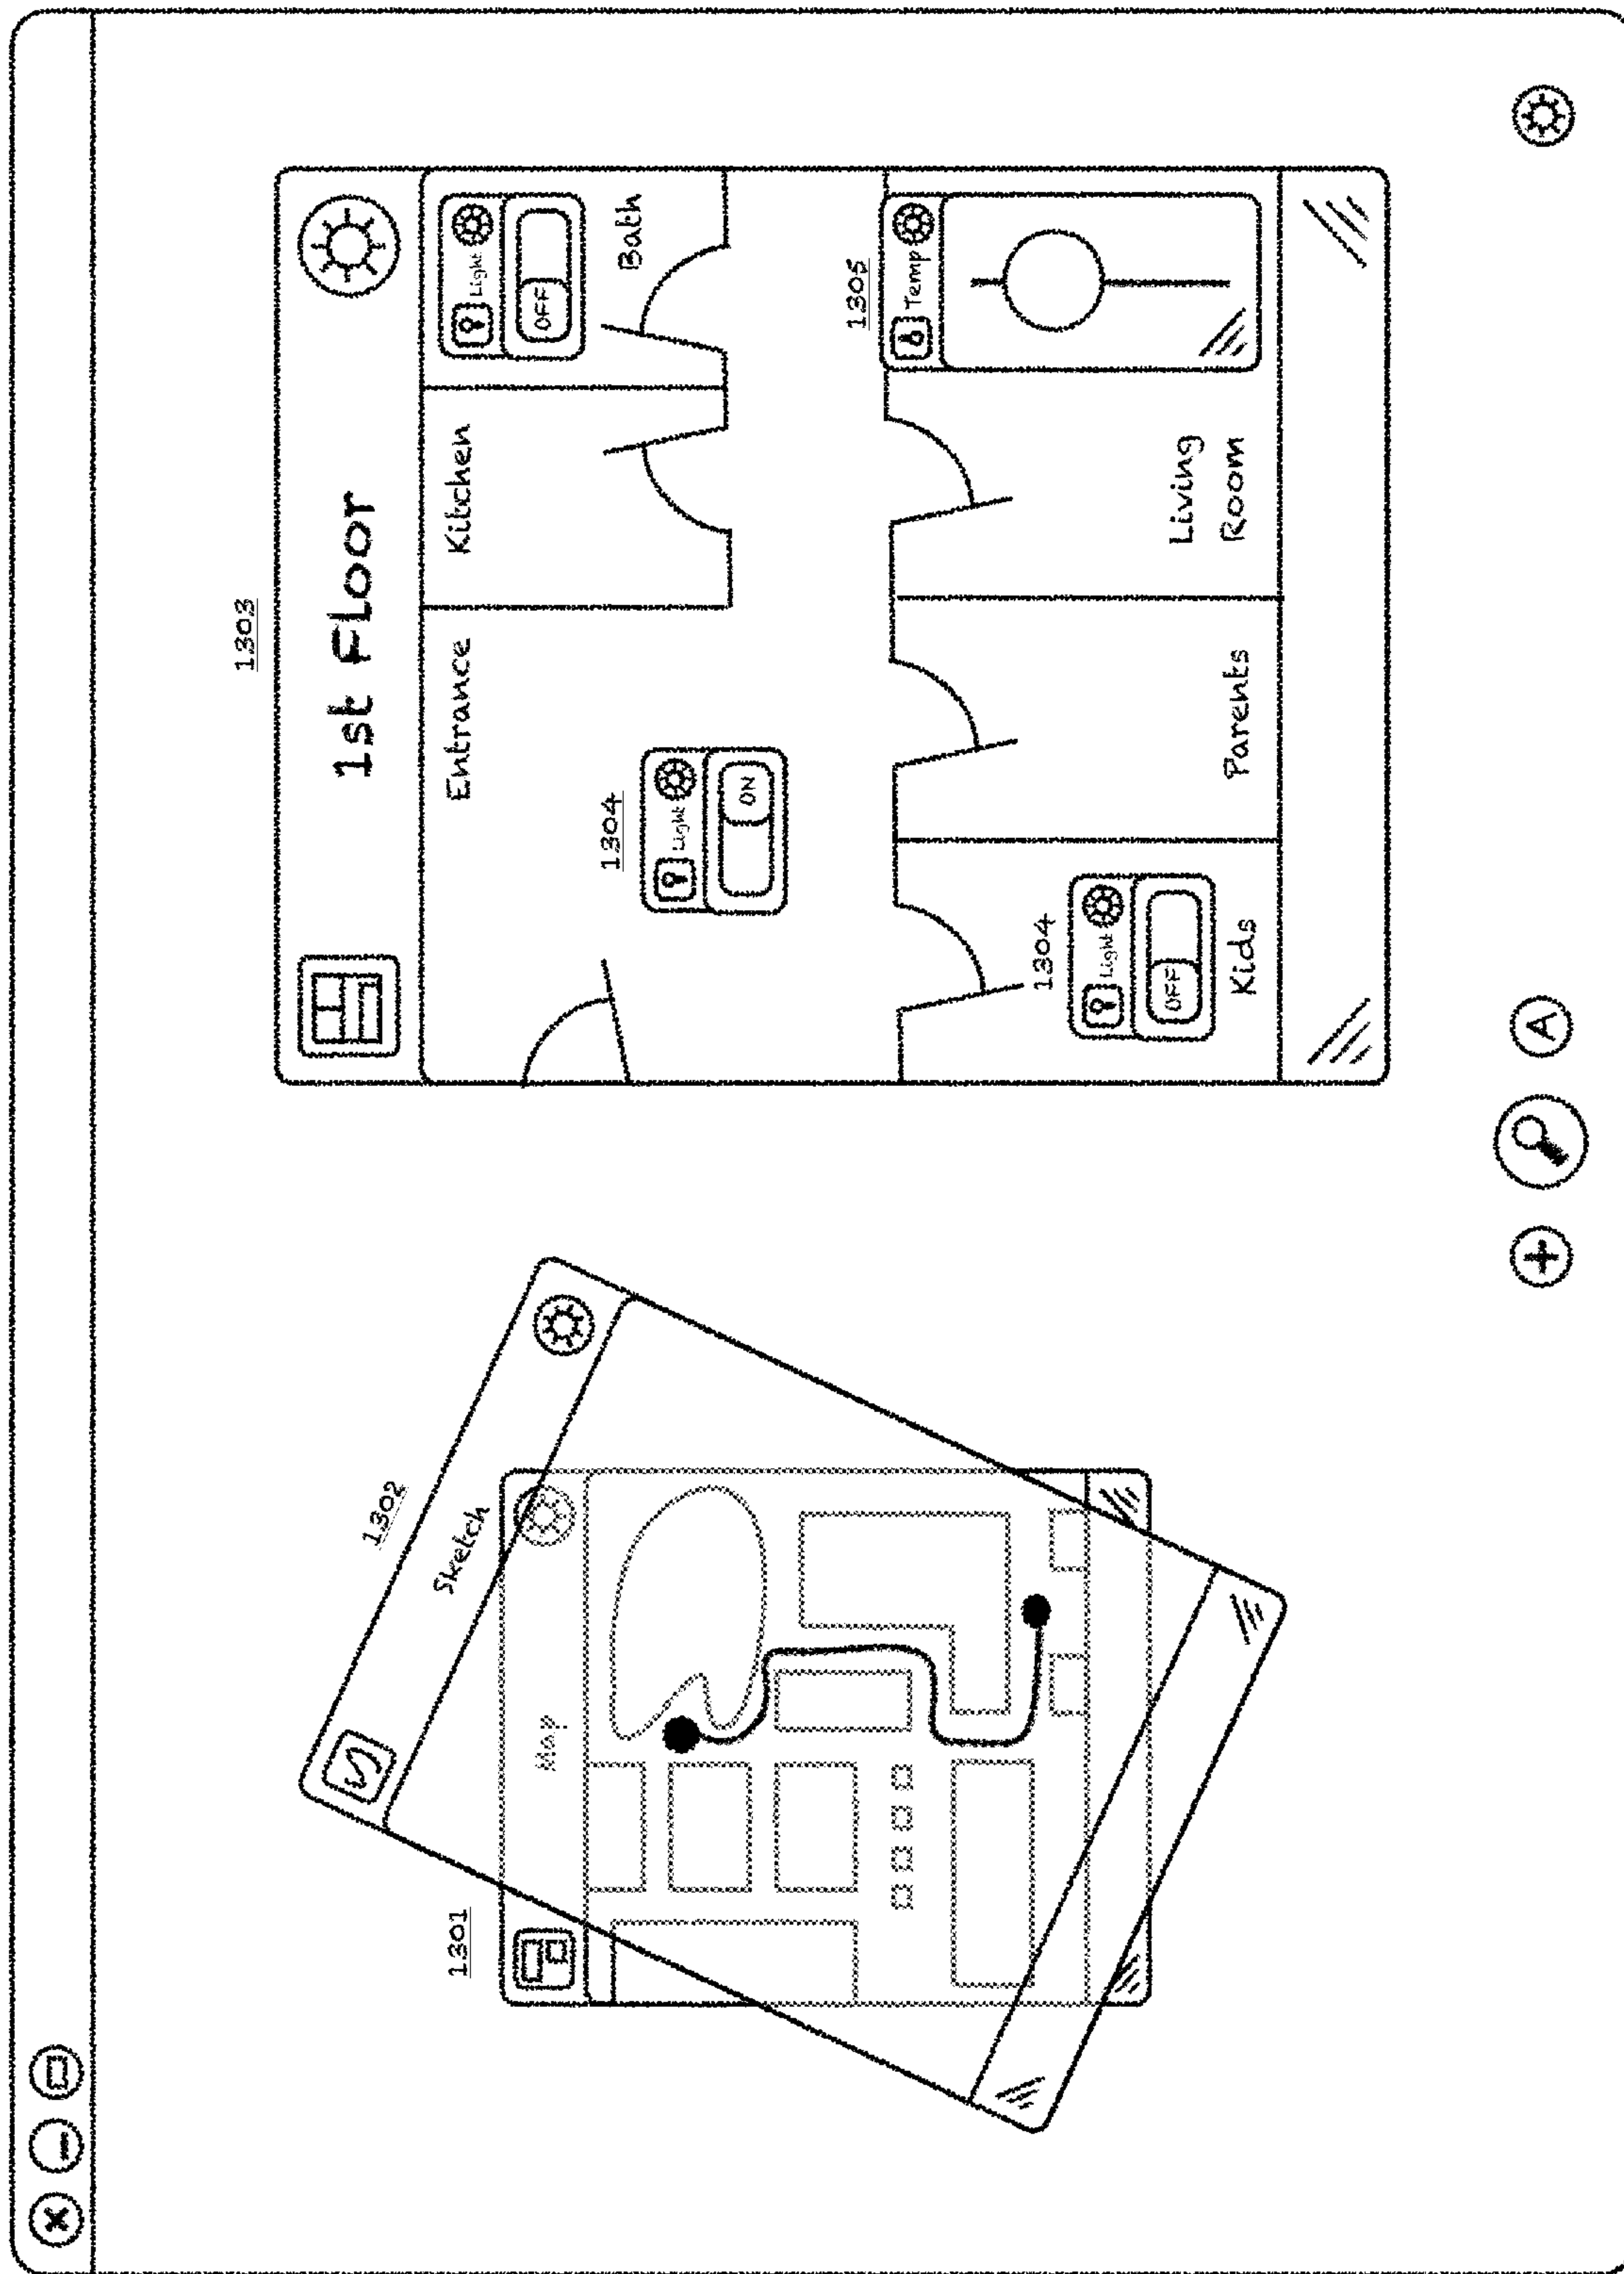 1303
1st Floor
Entrance
Kitchen
Light
OFF
Bath
1304
Light
ON
1305
Temp
1304
Light
OFF
Kids
Parents
Living
Room
1302
Sketch
1301
Map
A